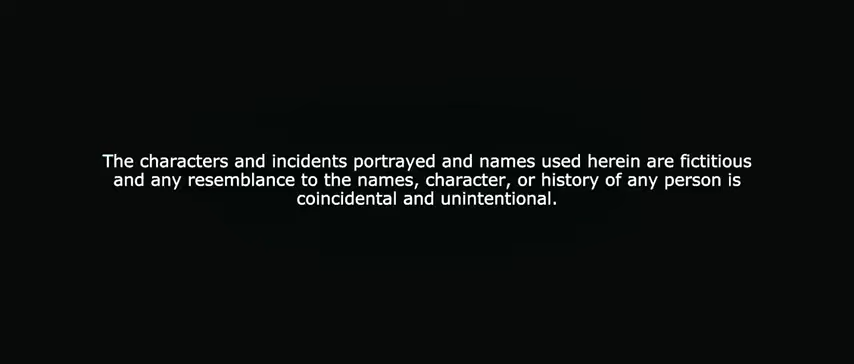 The characters and incidents portrayed and names used herein are fictitious
and any resemblance to the names, character, or history of any person is
coincidental and unintentional.